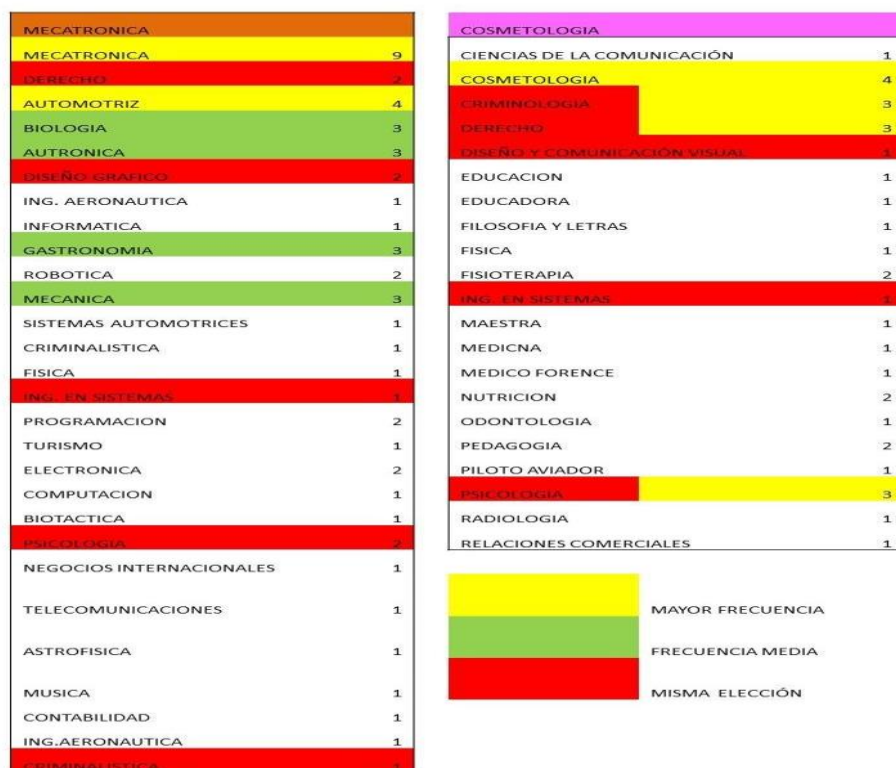 MECATRONICA
MECATRONICA 9
DERECHO 2
AUTOMOTRIZ 4
BIOLOGIA 3
AUTRONICA 3
DISEÑO GRAFICO 2
ING. AERONAUTICA 1
INFORMATICA 1
GASTRONOMIA 3
ROBOTICA 2
MECANICA 3
SISTEMAS AUTOMOTRICES 1
CRIMINALISTICA 1
FISICA 1
ING. EN SISTEMAS 1
PROGRAMACION 2
TURISMO 1
ELECTRONICA 2
COMPUTACION 1
BIOTACTICA 1
PSICOLOGIA 2
NEGOCIOS INTERNACIONALES 1
TELECOMUNICACIONES 1
ASTROFISICA 1
MUSICA 1
CONTABILIDAD 1
ING.AERONAUTICA 1
CRIMINALISTICA 1
COSMETOLOGIA
CIENCIAS DE LA COMUNICACIÓN 1
COSMETOLOGIA 4
CRIMINOLOGIA 3
DERECHO 3
DISEÑO Y COMUNICACIÓN VISUAL 1
EDUCACION 1
EDUCADORA 1
FILOSOFIA Y LETRAS 1
FISICA 1
FISIOTERAPIA 2
ING. EN SISTEMAS 1
MAESTRA 1
MEDICNA 1
MEDICO FORENCE 1
NUTRICION 2
ODONTOLOGIA 1
PEDAGOGIA 2
PILOTO AVIADOR 1
PSICOLOGIA 3
RADIOLOGIA 1
RELACIONES COMERCIALES 1
MAYOR FRECUENCIA
FRECUENCIA MEDIA
MISMA ELECCIÓN